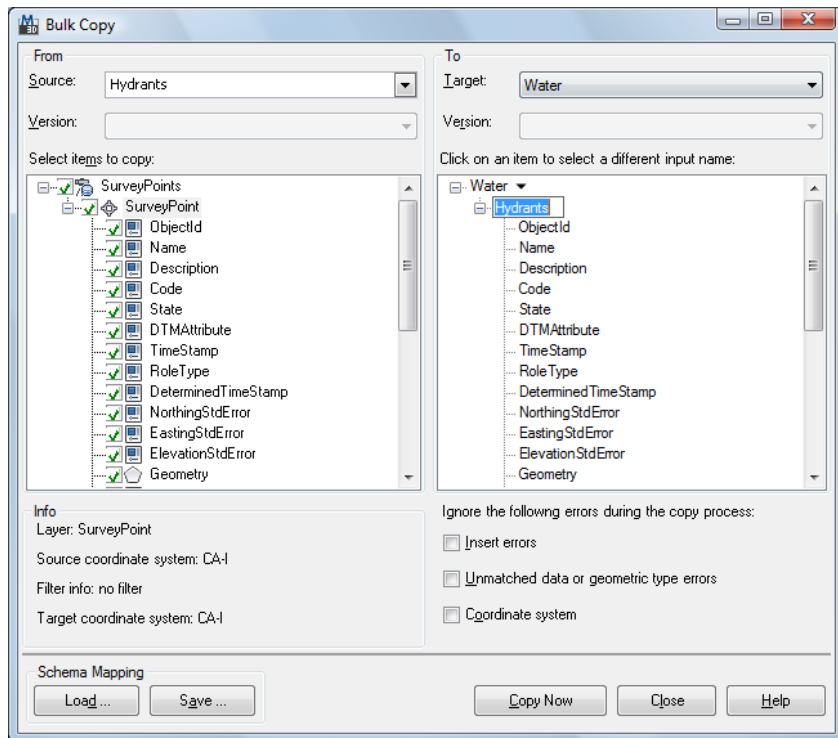 Bulk Copy
From
Source: Hydrants
Version:
Select items to copy:
SurveyPoints
SurveyPoint
ObjectId
Name
Description
Code
State
DTMAttribute
TimeStamp
RoleType
DeterminedTimeStamp
NorthingStdError
EastingStdError
ElevationStdError
Geometry
To
Target: Water
Version:
Click on an item to select a different input name:
Water
Hydrants
ObjectId
Name
Description
Code
State
DTMAttribute
TimeStamp
RoleType
DeterminedTimeStamp
NorthingStdError
EastingStdError
ElevationStdError
Geometry
Info
Layer: SurveyPoint
Source coordinate system: CA-I
Filter info: no filter
Target coordinate system: CA-I
Ignore the followng errors during the copy process:
Insert errors
Unmatched data or geometric type errors
Coordinate system
Schema Mapping
Load ...
Save ...
Copy Now
Close
Help